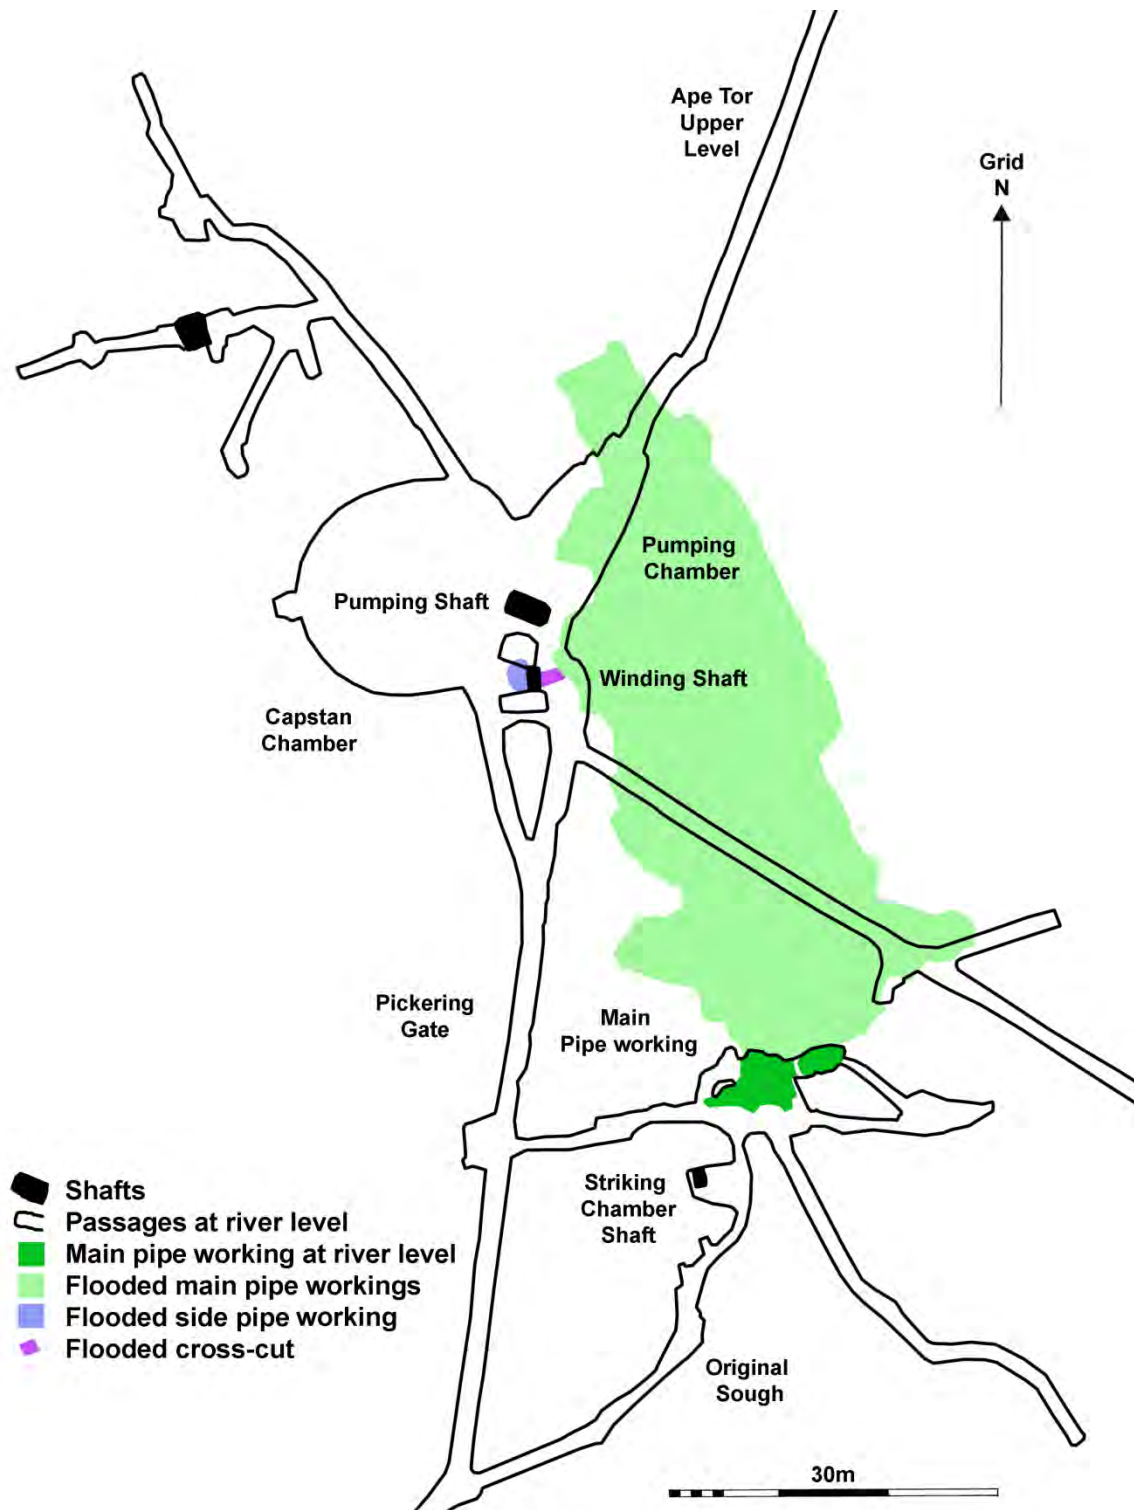 Ape Tor
Upper
Level
Grid
N
Pumping
Chamber
Pumping Shaft
Winding Shaft
Capstan
Chamber
Pickering
Gate
Main
Pipe working
Striking
Chamber
Shaft
Shafts
Passages at river level
Main pipe working at river level
Flooded main pipe workings
Flooded side pipe working
Flooded cross-cut
Original
Sough
30m